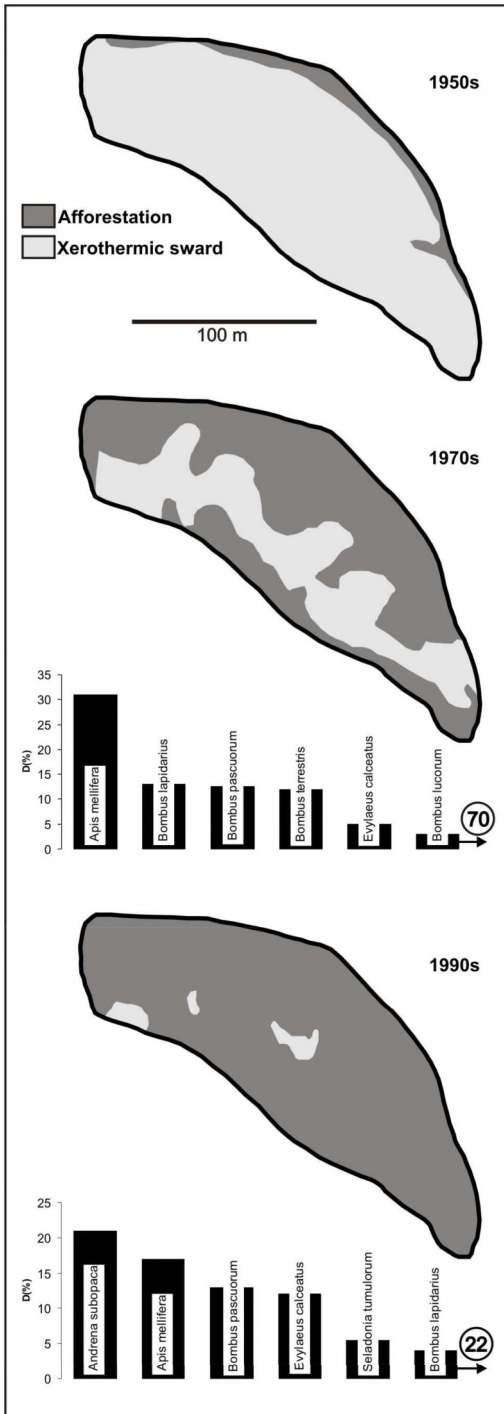 1950s
Afforestation
Xerothermic sward
100 m
1970s
35
30
25
20
15
10
5
0
D(%)
Apis mellifera
Bombus lapidarius
Bombus pascuorum
Bombus terrestris
Evylaeus calceatus
Bombus lucorum
70
1990s
25
20
15
10
5
0
D(%)
Andrena subopaca
Apis mellifera
Bombus pascuorum
Evylaeus calceatus
Seladonia tumulorum
Bombus lapidarius
22